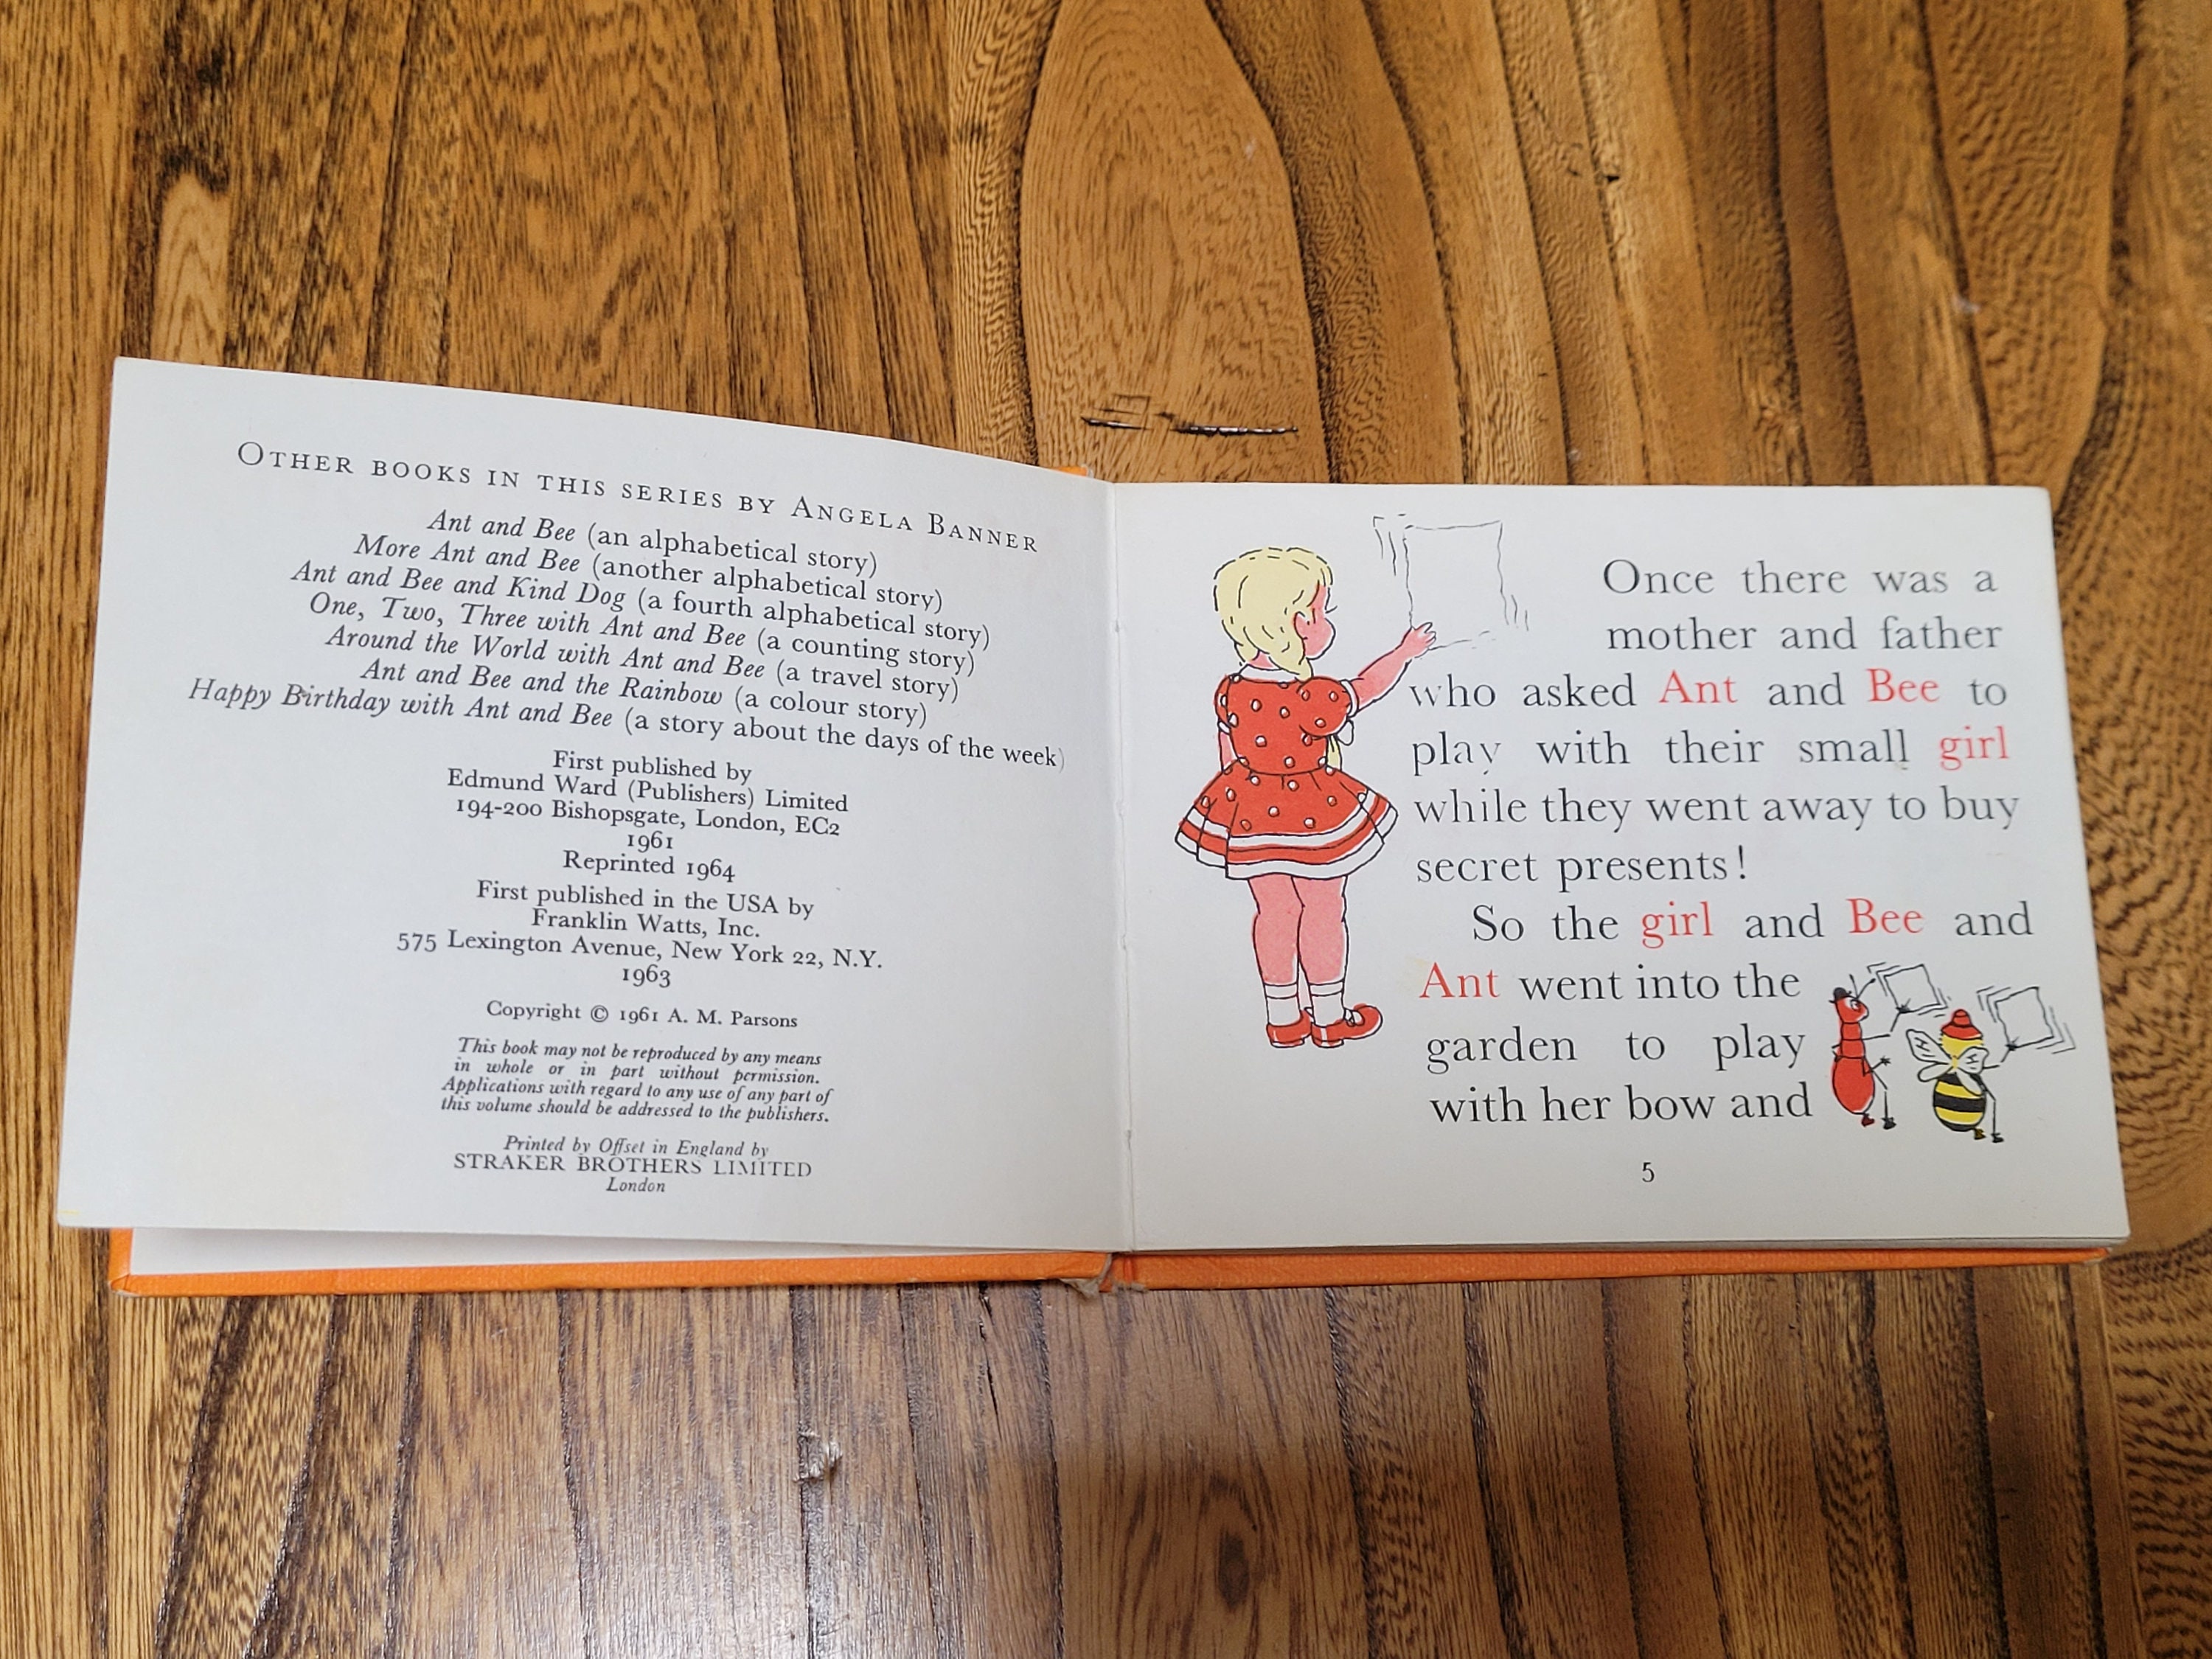 OTHER BOOKS IN THIS SERIES BY ANGELA BANNER
Ant and Bee (an alphabetical story)
More Ant and Bee (another alphabetical story)
Ant and Bee and Kind Dog (a fourth alphabetical story)
One, Two, Three with Ant and Bee (a counting story)
Around the World with Ant and Bee (a travel story)
Ant and Bee and the Rainbow (a colour story)
Happy Birthday with Ant and Bee (a story about the days of the week)
First published by
Edmund Ward (Publishers) Limited
194-200 Bishopsgate, London, EC2
1961
Reprinted 1964
First published in the USA by
Franklin Watts, Inc.
575 Lexington Avenue, New York 22, N.Y.
1963
Copyright © 1961 A. M. Parsons
This book may not be reproduced by any means
in whole or in part without permission.
Applications with regard to any use of any part of
this volume should be addressed to the publishers.
Printed by Offset in England by
STRAKER BROTHERS LIMITED
London
Once there was a
mother and father
who asked Ant and Bee to
play with their small girl
while they went away to buy
secret presents!
So the girl and Bee and
Ant went into the
garden to play
with her bow and
5